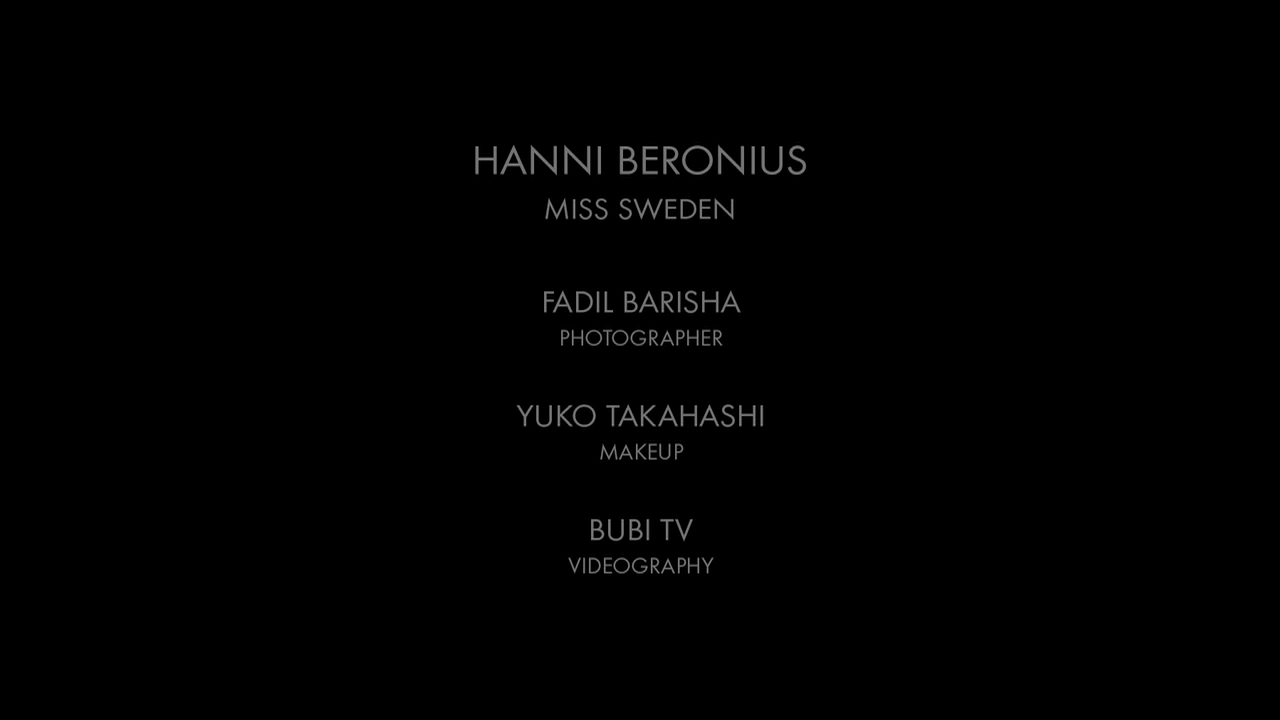 HANNI BERONIUS
MISS SWEDEN
FADIL BARISHA
PHOTOGRAPHER
YUKO TAKAHASHI
MAKEUP
BUBI TV
VIDEOGRAPHY